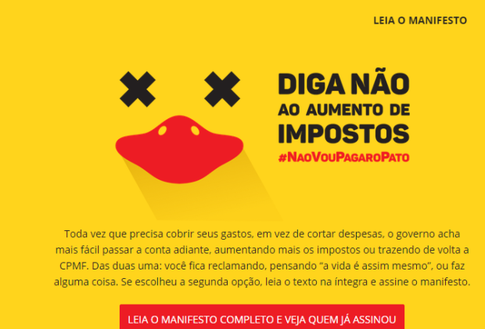 LEIA O MANIFESTO
DIGA NÃO
AO AUMENTO DE
IMPOSTOS
#NAOVOUPAGAROPATO
Toda vez que precisa cobrir seus gastos, em vez de cortar despesas, o governo acha
mais fácil passar a conta adiante, aumentando mais os impostos ou trazendo de volta a
CPMF. Das duas uma: você fica reclamando, pensando “a vida é assim mesmo”, ou faz
alguma coisa. Se escolheu a segunda opção, leia o texto na íntegra e assine o manifesto.
LEIA O MANIFESTO COMPLETO E VEJA QUEM JÁ ASSINOU